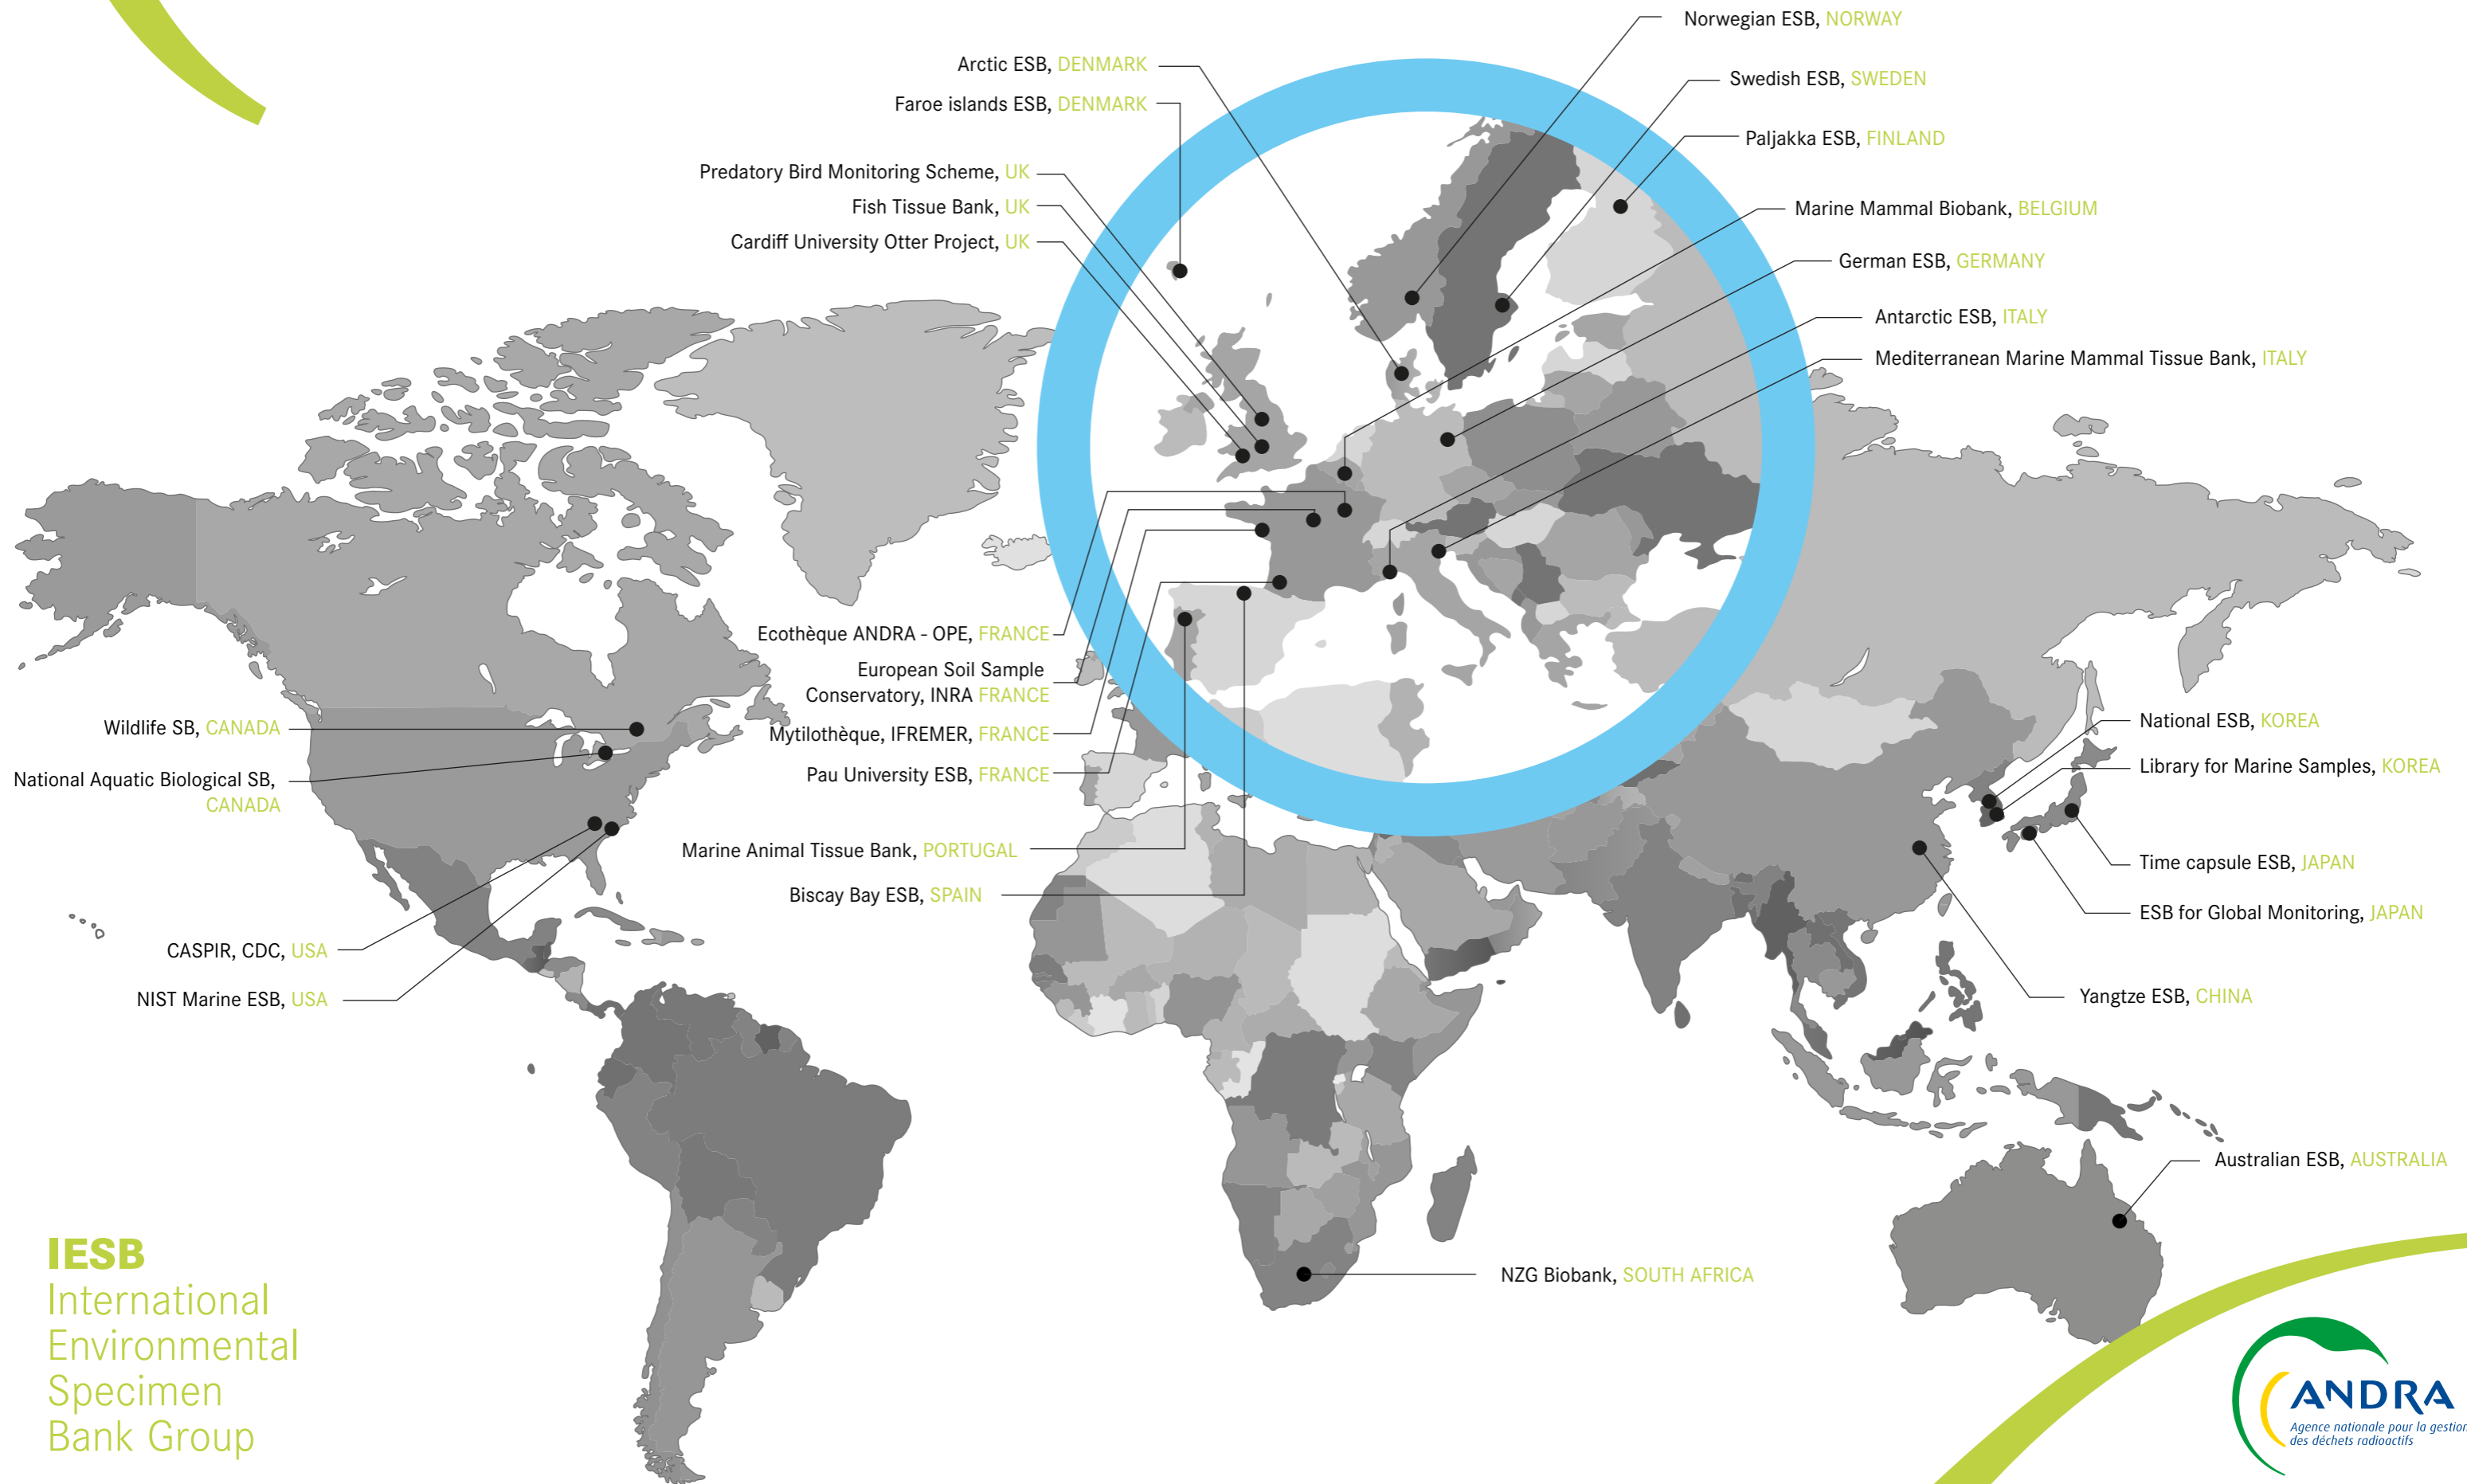 Norwegian ESB, NORWAY
Arctic ESB, DENMARK
Swedish ESB, SWEDEN
Faroe islands ESB, DENMARK
Paljakka ESB, FINLAND
Predatory Bird Monitoring Scheme, UK
Fish Tissue Bank, UK
Marine Mammal Biobank, BELGIUM
Cardiff University Otter Project, UK
German ESB, GERMANY
Antarctic ESB, ITALY
Mediterranean Marine Mammal Tissue Bank, ITALY
Ecothèque ANDRA - OPE, FRANCE
European Soil Sample
Conservatory, INRA FRANCE
Mytilothèque, IFREMER, FRANCE
Pau University ESB, FRANCE
Marine Animal Tissue Bank, PORTUGAL
Biscay Bay ESB, SPAIN
Wildlife SB, CANADA
National Aquatic Biological SB,
CANADA
CASPIR, CDC, USA
NIST Marine ESB, USA
National ESB, KOREA
Library for Marine Samples, KOREA
Time capsule ESB, JAPAN
ESB for Global Monitoring, JAPAN
Yangtze ESB, CHINA
Australian ESB, AUSTRALIA
NZG Biobank, SOUTH AFRICA
IESB
International
Environmental
Specimen
Bank Group
ANDRA
Agence nationale pour la gestion
des déchets radioactifs